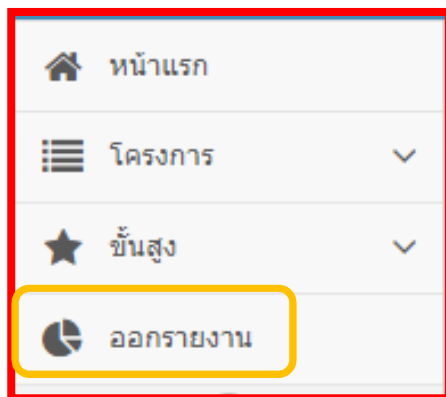 หน้าแรก
โครงการ
ขั้นสูง
ออกรายงาน